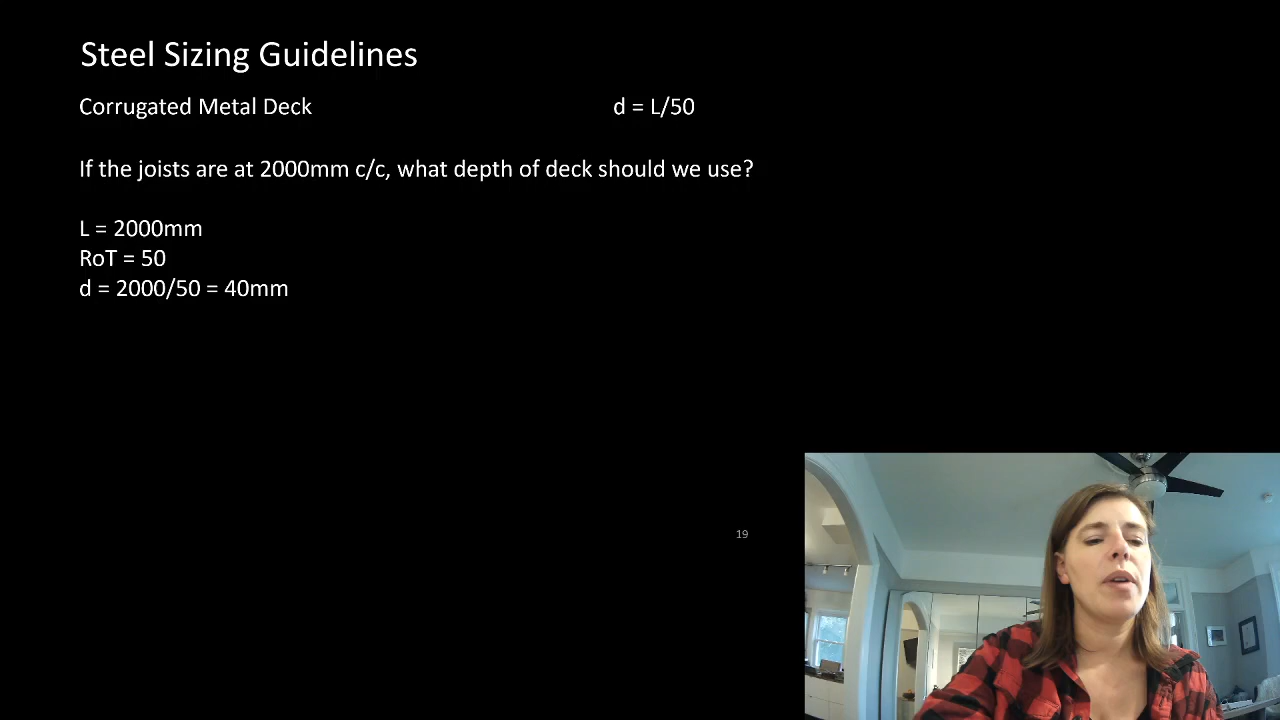 Steel Sizing Guidelines
Corrugated Metal Deck d = L/50
If the joists are at 2000mm c/c, what depth of deck should we use?
L = 2000mm
RoT = 50
d = 2000/50 = 40mm
19